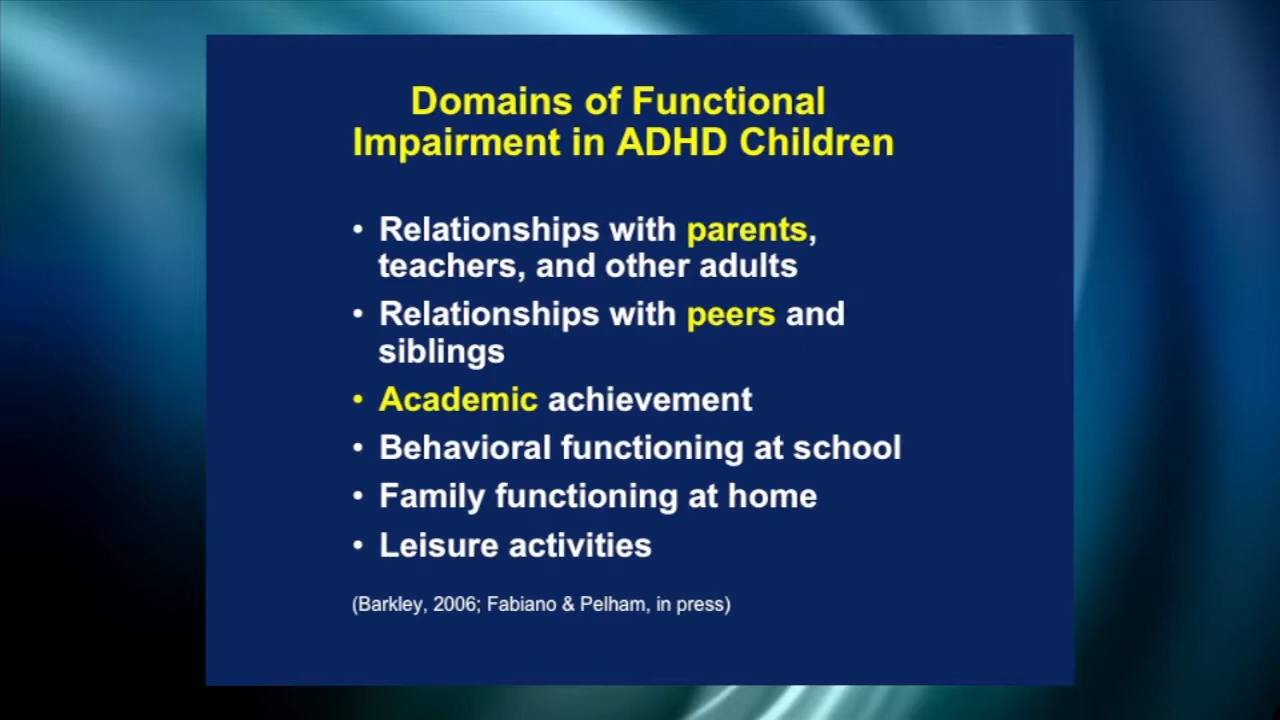 Domains of Functional
Impairment in ADHD Children
• Relationships with parents,
teachers, and other adults
• Relationships with peers and
siblings
• Academic achievement
• Behavioral functioning at school
• Family functioning at home
• Leisure activities
(Barkley, 2006; Fabiano & Pelham, in press)